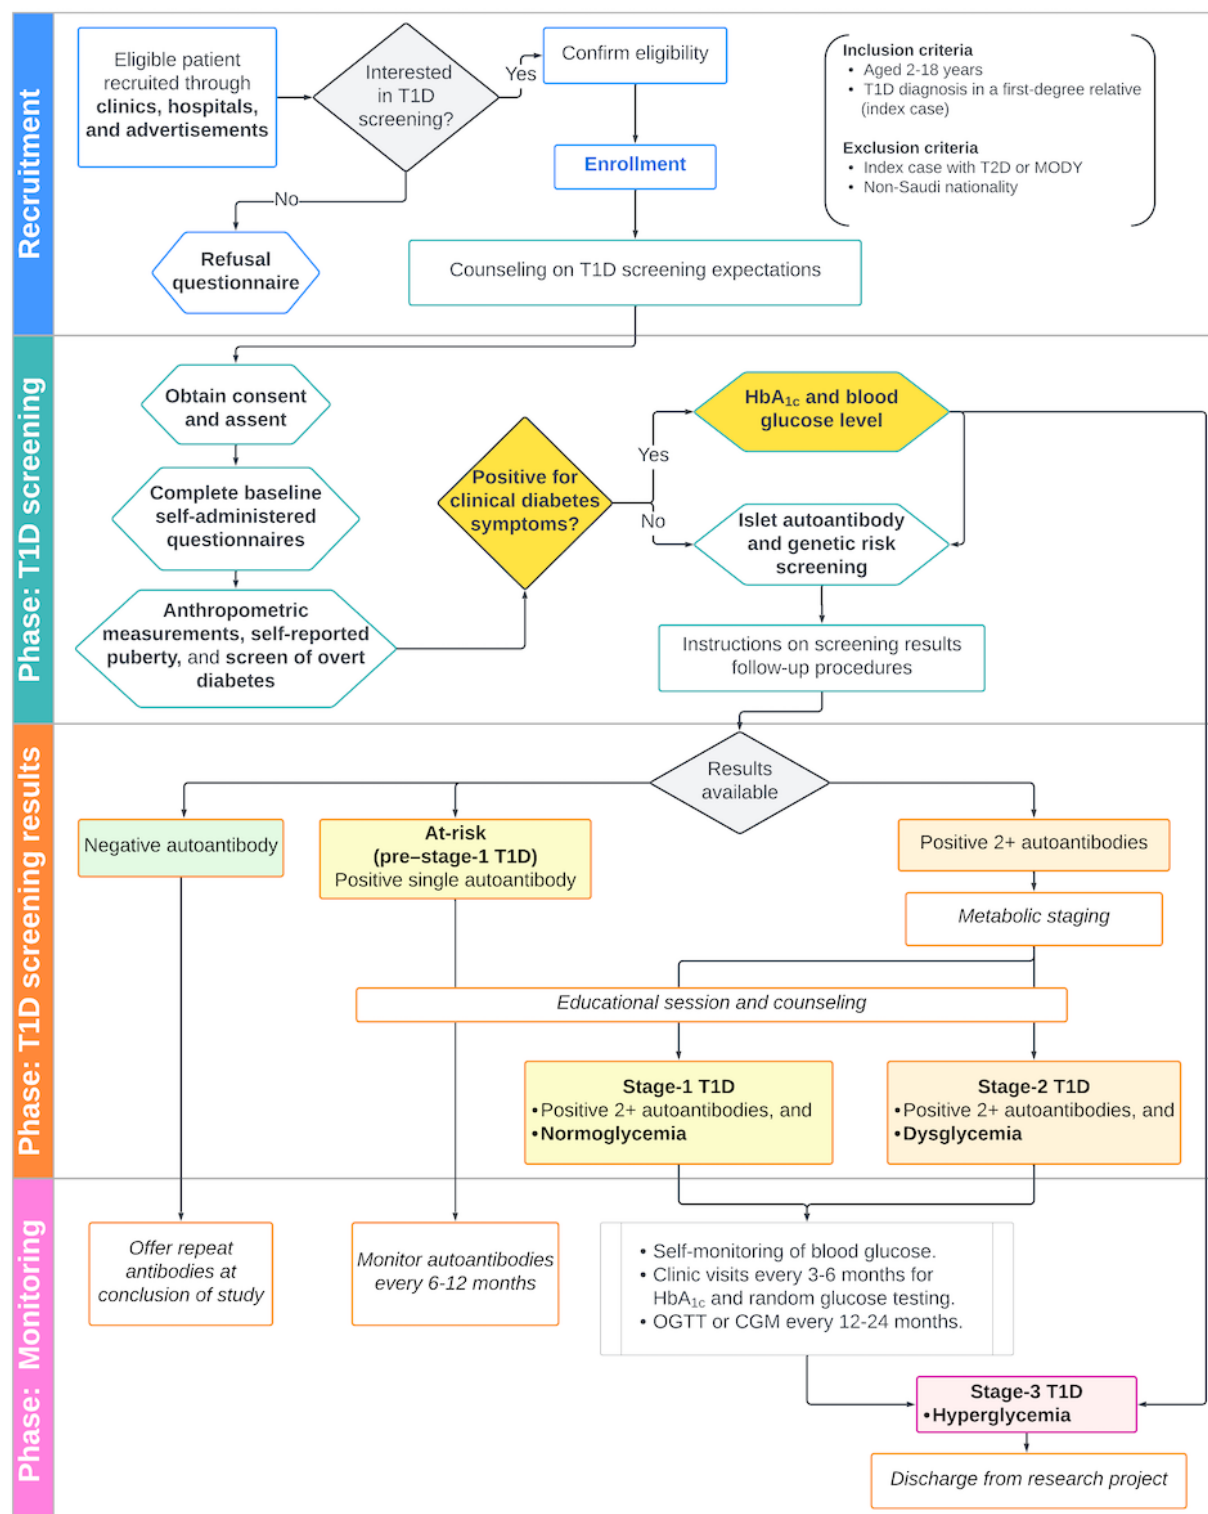 Recruitment
Eligible patient
recruited through
clinics, hospitals,
and advertisements
Interested
in T1D
screening?
Yes
No
Confirm eligibility
Enrollment
Refusal
questionnaire
Counseling on T1D screening expectations
Inclusion criteria
• Aged 2-18 years
• T1D diagnosis in a first-degree relative
(index case)
Exclusion criteria
• Index case with T2D or MODY
• Non-Saudi nationality
Phase: T1D screening
Obtain consent
and assent
Complete baseline
self-administered
questionnaires
Anthropometric
measurements, self-reported
puberty, and screen of overt
diabetes
Positive for
clinical diabetes
symptoms?
Yes
No
HbA1c and blood
glucose level
Islet autoantibody
and genetic risk
screening
Instructions on screening results
follow-up procedures
Phase: T1D screening results
Results
available
Negative autoantibody
At-risk
(pre–stage-1 T1D)
Positive single autoantibody
Positive 2+ autoantibodies
Metabolic staging
Educational session and counseling
Stage-1 T1D
•Positive 2+ autoantibodies, and
•Normoglycemia
Stage-2 T1D
•Positive 2+ autoantibodies, and
•Dysglycemia
Phase: Monitoring
Offer repeat
antibodies at
conclusion of study
Monitor autoantibodies
every 6-12 months
• Self-monitoring of blood glucose.
• Clinic visits every 3-6 months for
HbA1c and random glucose testing.
• OGTT or CGM every 12-24 months.
Stage-3 T1D
•Hyperglycemia
Discharge from research project